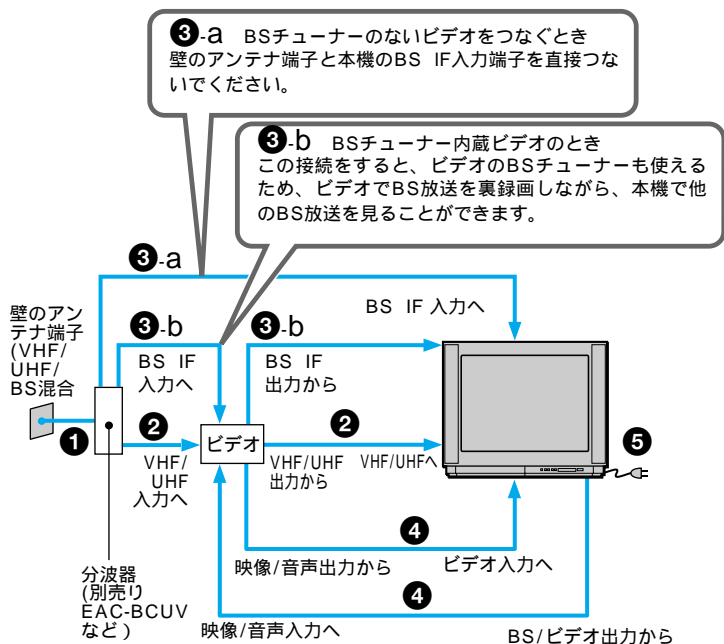 ❸-a BSチューナーのないビデオをつなぐとき
壁のアンテナ端子と本機のBS IF入力端子を直接つな
いでください。
❸-b BSチューナー内蔵ビデオのとき
この接続をすると、ビデオのBSチューナーも使える
ため、ビデオでBS放送を裏録画しながら、本機で他
のBS放送を見ることができます。
❸-a
BS IF 入力へ
壁のアン
テナ端子
(VHF/
UHF/
BS混合
❸-b
BS IF
入力へ
❸-b
BS IF
出力から
❶
❷
VHF/
UHF
入力へ
ビデオ
❷
VHF/UHF
出力から
VHF/UHFへ
❺
❹
映像/音声出力から
ビデオ入力へ
❹
分波器
(別売り
EAC-BCUV
など)
映像/音声入力へ
BS/ビデオ出力から